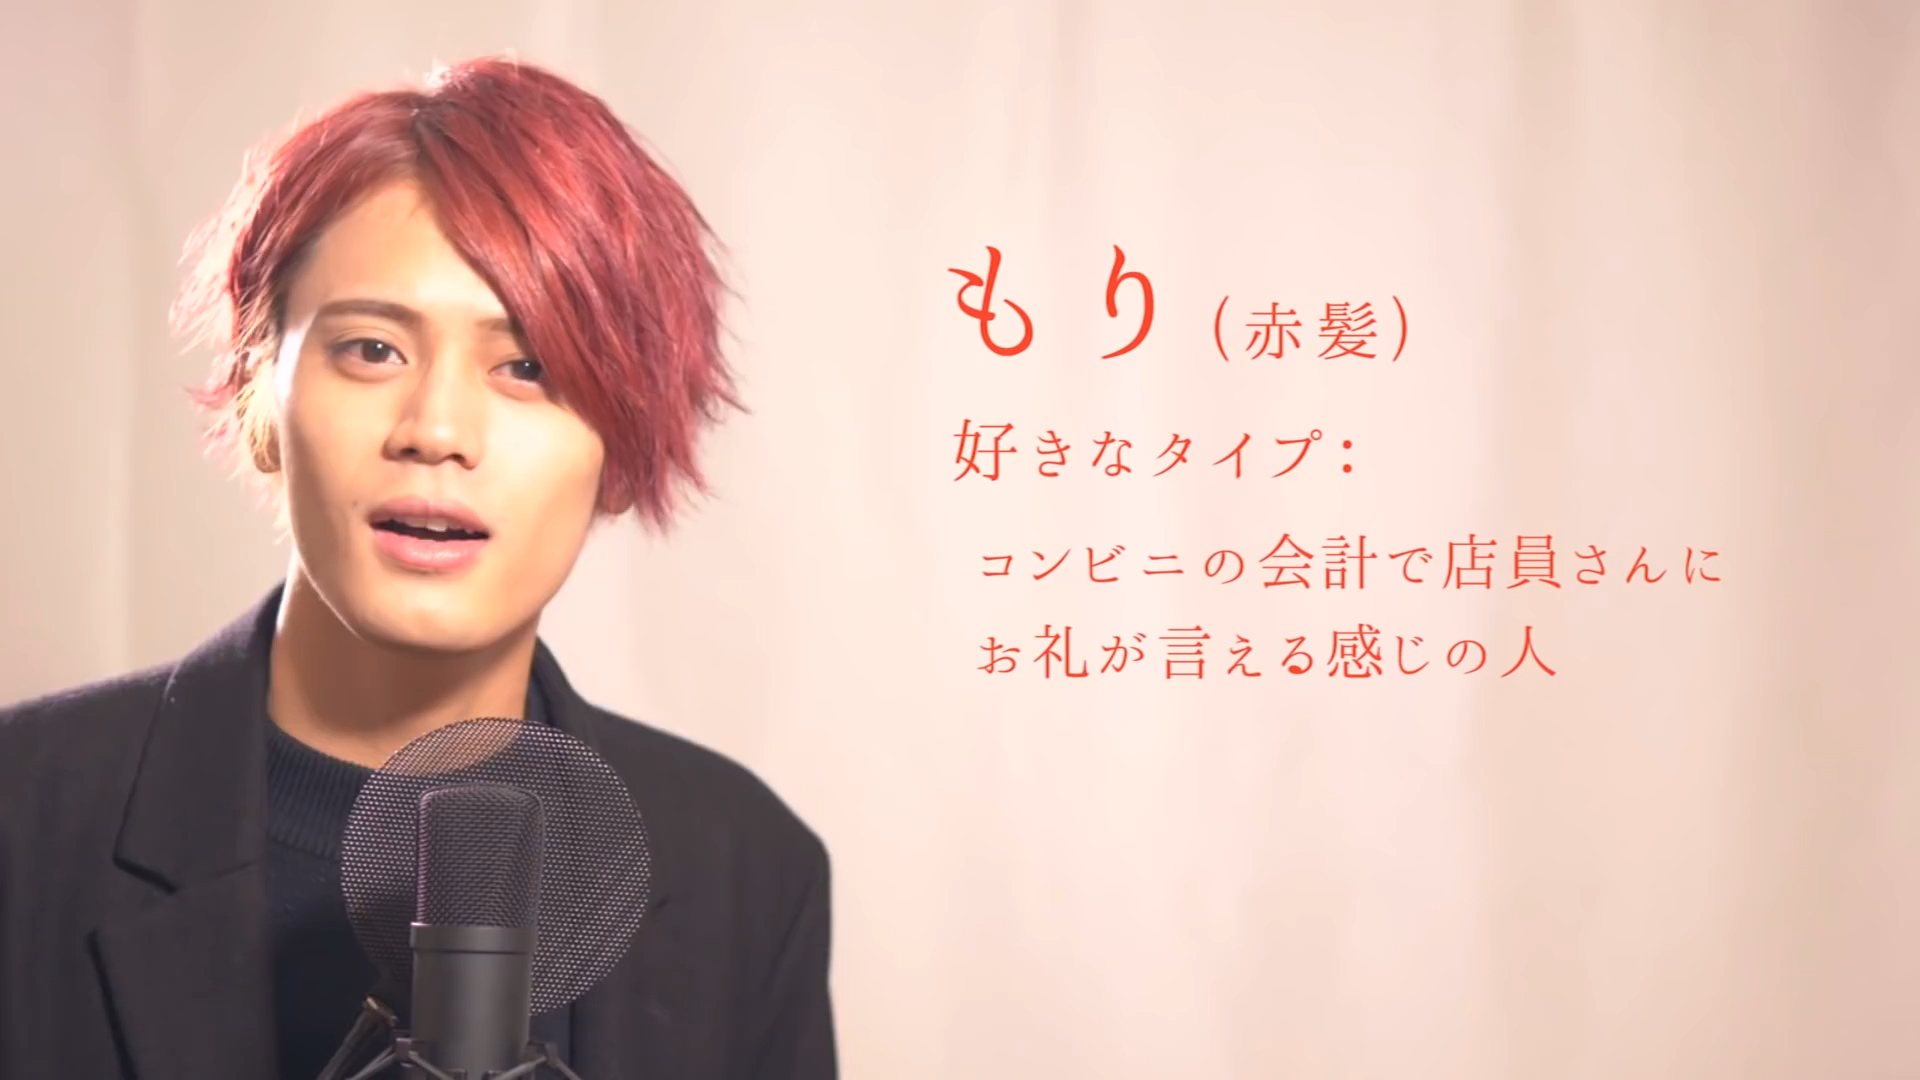 もり (赤髪)
好きなタイプ：
コンビニの会計で店員さんに
お礼が言える感じの人